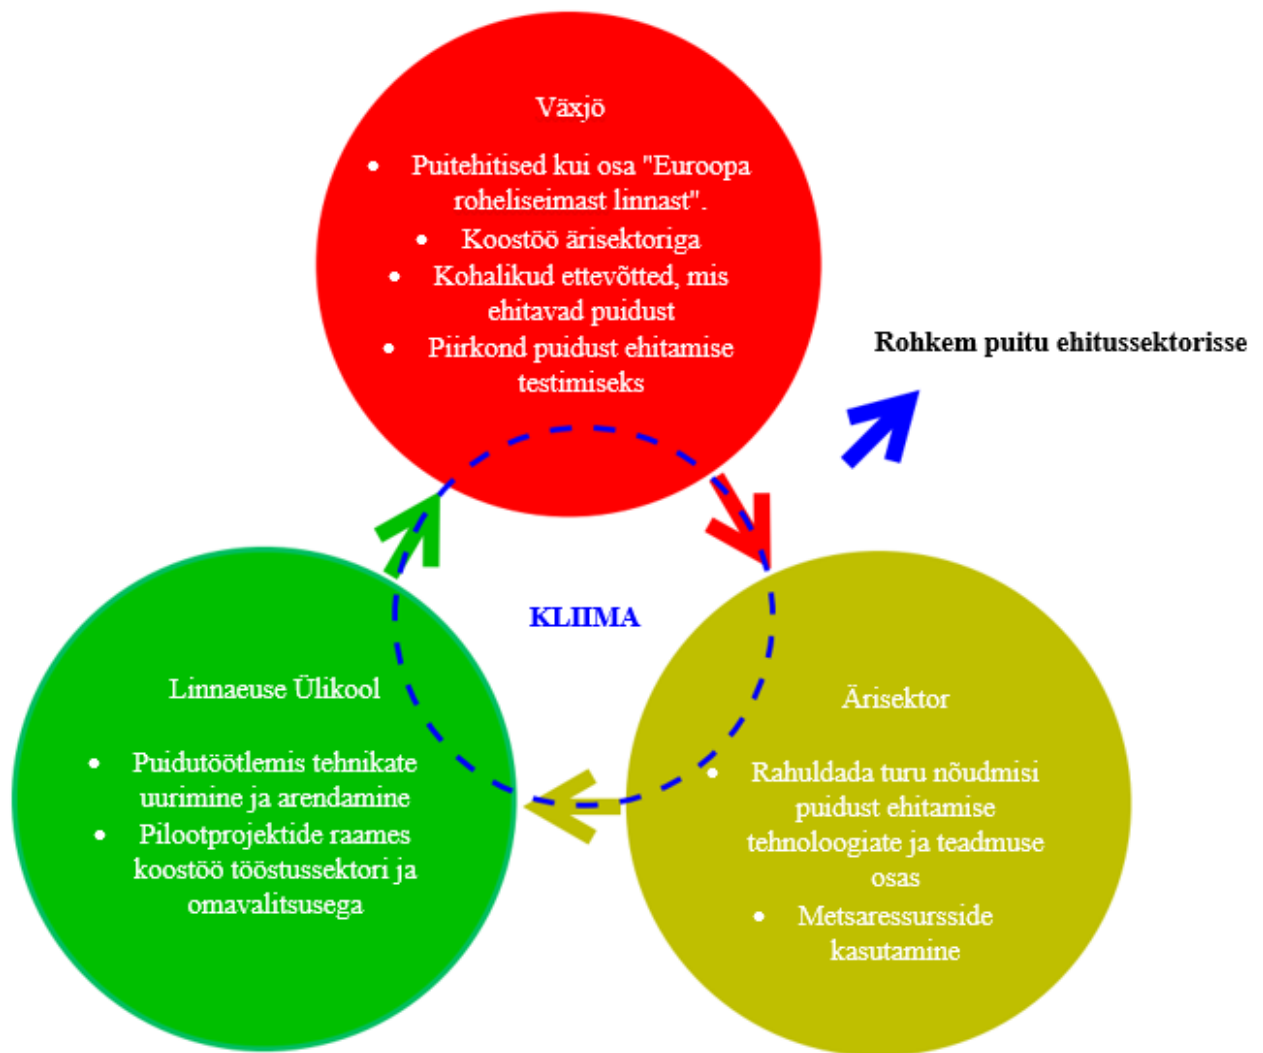 Växjö
• Puitehitised kui osa "Euroopa
roheliseimast linnast".
• Koostöö ärisektoriga
• Kohalikud ettevõtted, mis
ehitavad puidust
• Piirkond puidust ehitamise
testimiseks
Rohkem puitu ehitussektorisse
KLIIMA
Linnaeuse Ülikool
• Puidutöötlemis tehnikate
uurimine ja arendamine
• Pilootprojektide raames
koostöö tööstussektori ja
omavalitsusega
Ärisektor
• Rahuldada turu nõudmisi
puidust ehitamise
tehnoloogiate ja teadmuse
osas
• Metsaressursside
kasutamine